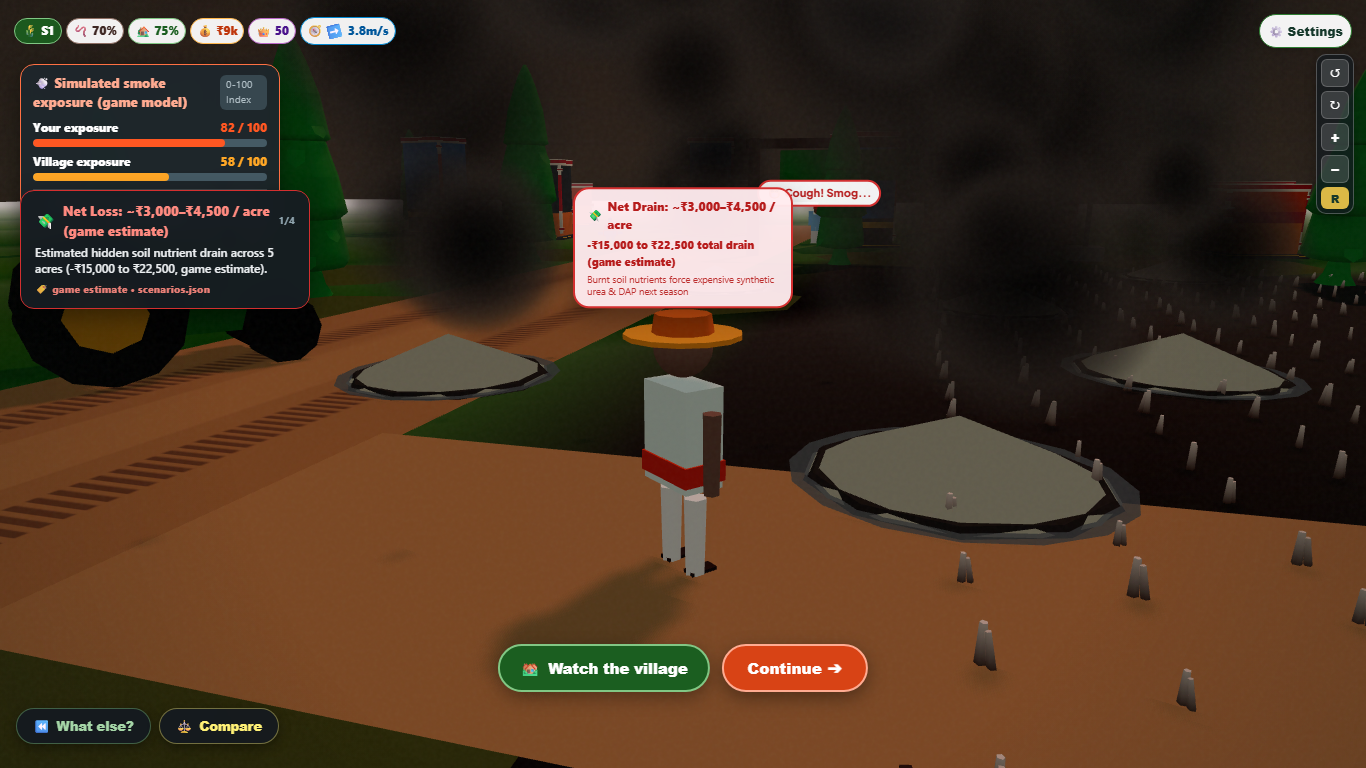 S1
70%
75%
₹9k
50
3.8m/s
Settings
Simulated smoke
exposure (game model)
0-100
Index
Your exposure
82 / 100
Village exposure
58 / 100
Net Loss: ~₹3,000–₹4,500 / acre
(game estimate)
1/4
Estimated hidden soil nutrient drain across 5
acres (-₹15,000 to ₹22,500, game estimate).
game estimate • scenarios.json
Cough! Smog...
Net Drain: ~₹3,000–₹4,500 /
acre
-₹15,000 to ₹22,500 total drain
(game estimate)
Burnt soil nutrients force expensive synthetic
urea & DAP next season
↺
↻
+
−
R
Watch the village
Continue ➔
What else?
Compare